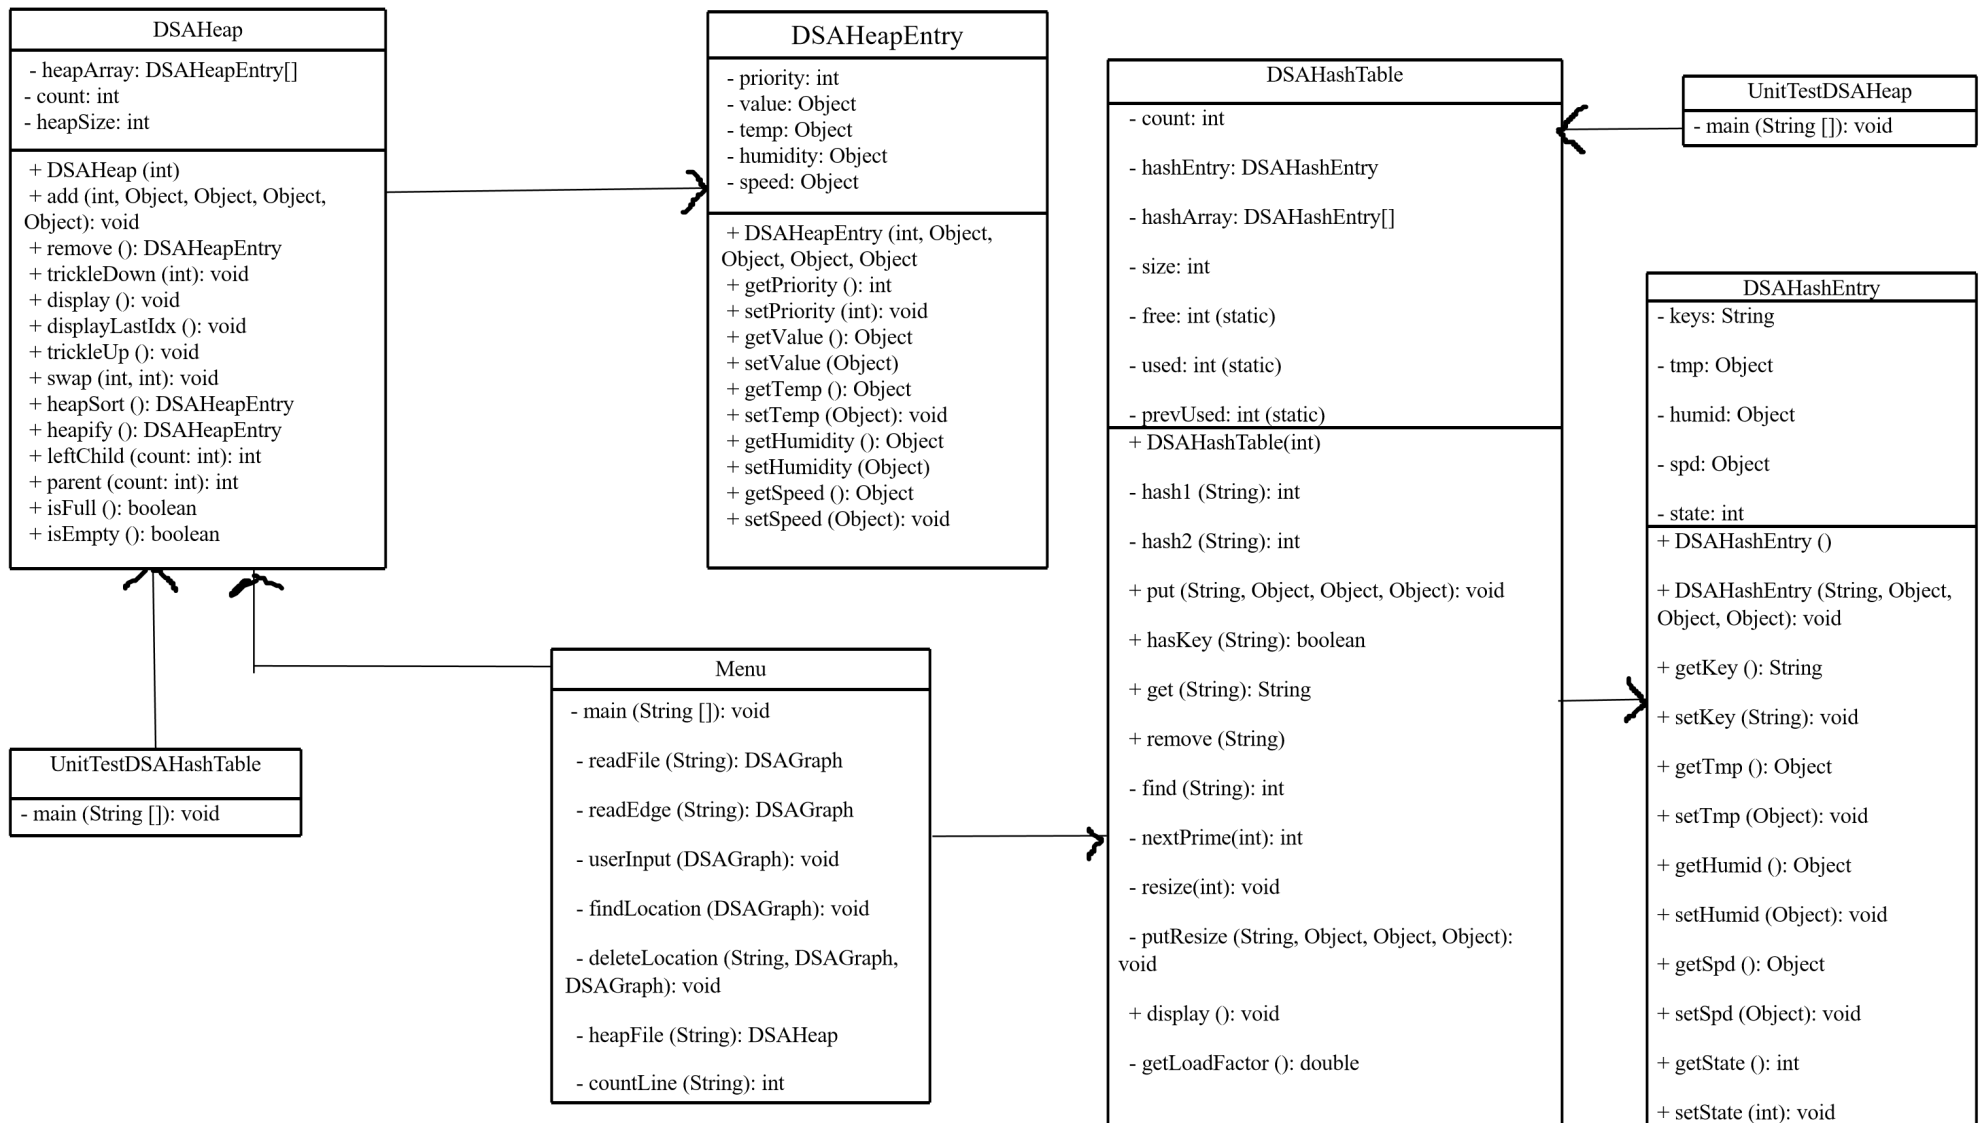 DSAHeap
- heapArray: DSAHeapEntry[]
- count: int
- heapSize: int
+ DSAHeap (int)
+ add (int, Object, Object, Object,
Object): void
+ remove (): DSAHeapEntry
+ trickleDown (int): void
+ display (): void
+ displayLastIdx (): void
+ trickleUp (): void
+ swap (int, int): void
+ heapSort (): DSAHeapEntry
+ heapify (): DSAHeapEntry
+ leftChild (count: int): int
+ parent (count: int): int
+ isFull (): boolean
+ isEmpty (): boolean
DSAHeapEntry
- priority: int
- value: Object
- temp: Object
- humidity: Object
- speed: Object
+ DSAHeapEntry (int, Object,
Object, Object, Object
+ getPriority (): int
+ setPriority (int): void
+ getValue (): Object
+ setValue (Object)
+ getTemp (): Object
+ setTemp (Object): void
+ getHumidity (): Object
+ setHumidity (Object)
+ getSpeed (): Object
+ setSpeed (Object): void
DSAHashTable
- count: int
- hashEntry: DSAHashEntry
- hashArray: DSAHashEntry[]
- size: int
- free: int (static)
- used: int (static)
- prevUsed: int (static)
+ DSAHashTable(int)
- hash1 (String): int
- hash2 (String): int
+ put (String, Object, Object, Object): void
+ hasKey (String): boolean
+ get (String): String
+ remove (String)
- find (String): int
- nextPrime(int): int
- resize(int): void
- putResize (String, Object, Object, Object):
void
+ display (): void
- getLoadFactor (): double
UnitTestDSAHeap
- main (String []): void
DSAHashEntry
- keys: String
- tmp: Object
- humid: Object
- spd: Object
- state: int
+ DSAHashEntry ()
+ DSAHashEntry (String, Object,
Object, Object): void
+ getKey (): String
+ setKey (String): void
+ getTmp (): Object
+ setTmp (Object): void
+ getHumid (): Object
+ setHumid (Object): void
+ getSpd (): Object
+ setSpd (Object): void
+ getState (): int
+ setState (int): void
UnitTestDSAHashTable
- main (String []): void
Menu
- main (String []): void
- readFile (String): DSAGraph
- readEdge (String): DSAGraph
- userInput (DSAGraph): void
- findLocation (DSAGraph): void
- deleteLocation (String, DSAGraph,
DSAGraph): void
- heapFile (String): DSAHeap
- countLine (String): int